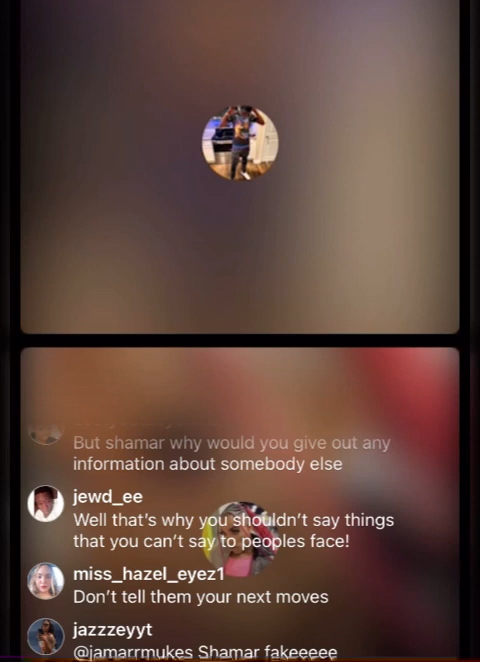 But shamar why would you give out any
information about somebody else
jewd_ee
Well that's why you shouldn't say things
that you can't say to peoples face!
miss_hazel_eyez1
Don't tell them your next moves
jazzzeyyt
@jamarrmukes Shamar fakeeeee